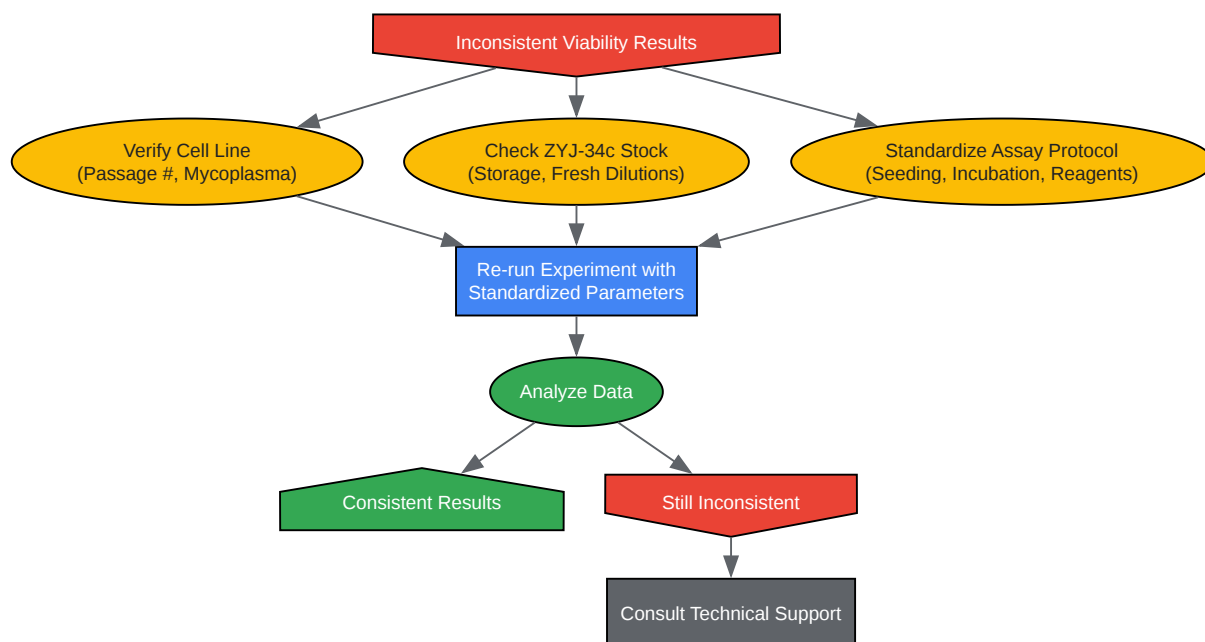 Inconsistent Viability Results
Verify Cell Line
(Passage #, Mycoplasma)
Check ZYJ-34c Stock
(Storage, Fresh Dilutions)
Standardize Assay Protocol
(Seeding, Incubation, Reagents)
Re-run Experiment with
Standardized Parameters
Analyze Data
Consistent Results
Still Inconsistent
Consult Technical Support